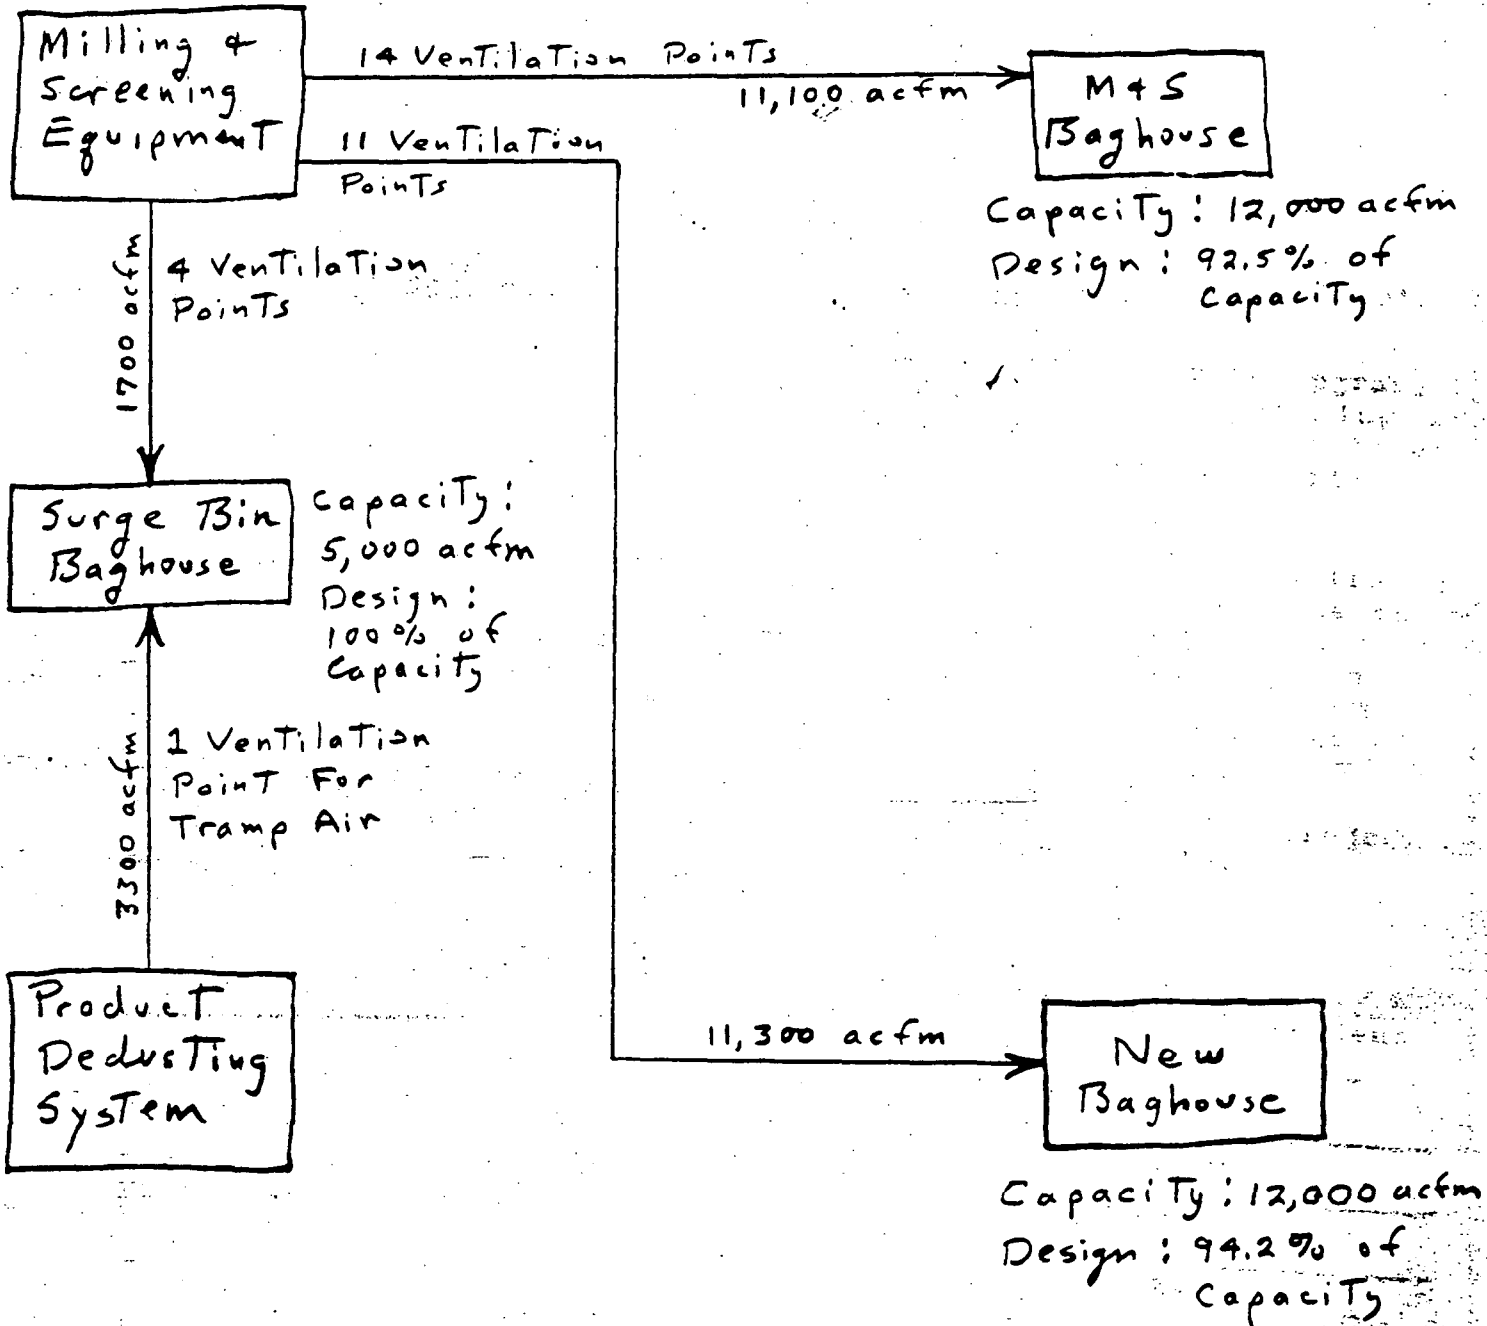 Milling &
Screening
Equipment
14 Ventilation Points
11,100 acfm
M & S
Baghouse
11 Ventilation
Points
Capacity: 12,000 acfm
Design: 92.5% of
Capacity
1700 acfm
4 Ventilation
Points
Surge Bin
Baghouse
Capacity:
5,000 acfm
Design:
100% of
Capacity
3300 acfm
1 Ventilation
Point For
Tramp Air
Product
Dedusting
System
11,300 acfm
New
Baghouse
Capacity: 12,000 acfm
Design: 94.2% of
Capacity